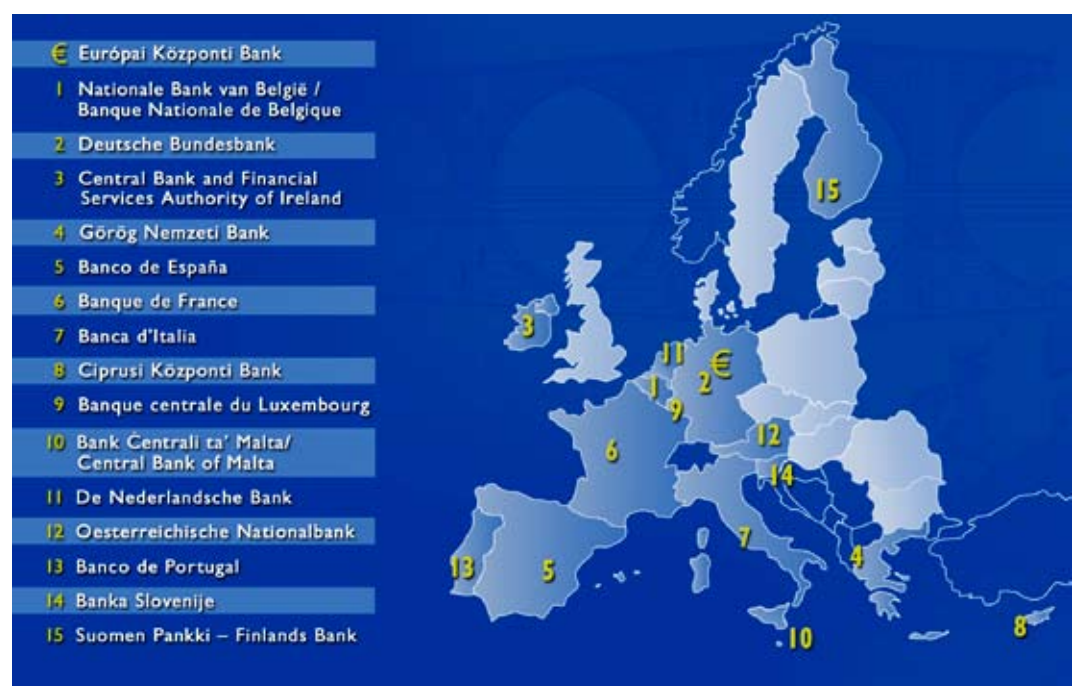 € Európai Központi Bank
1 Nationale Bank van België /
Banque Nationale de Belgique
2 Deutsche Bundesbank
3 Central Bank and Financial
Services Authority of Ireland
4 Görög Nemzeti Bank
5 Banco de España
6 Banque de France
7 Banca d'Italia
8 Ciprusi Központi Bank
9 Banque centrale du Luxembourg
10 Bank Ċentrali ta' Malta/
Central Bank of Malta
11 De Nederlandsche Bank
12 Oesterreichische Nationalbank
13 Banco de Portugal
14 Banka Slovenije
15 Suomen Pankki – Finlands Bank
15
3
11
€
1
2
9
12
6
14
7
4
13
5
8
10